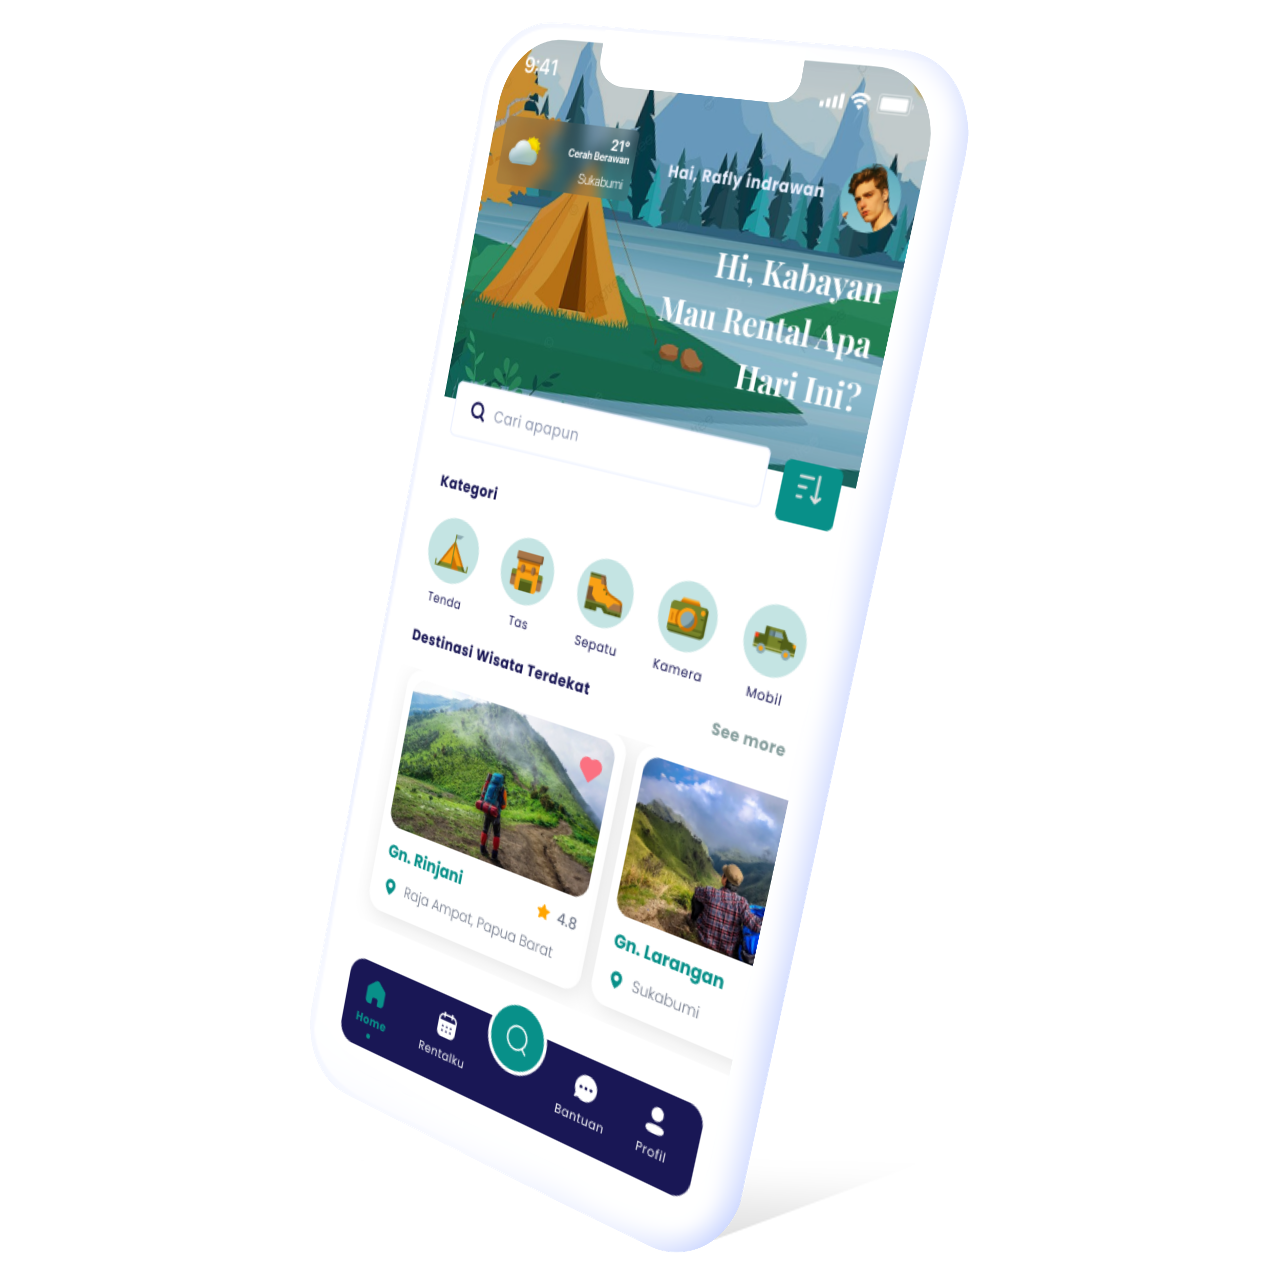 9:41
21°
Cerah Berawan
Sukabumi
Hai, Rafly indrawan
Hi, Kabayan
Mau Rental Apa
Hari Ini?
Cari apapun
Kategori
Tenda
Tas
Sepatu
Kamera
Mobil
Destinasi Wisata Terdekat
See more
Gn. Rinjani
4.8
Raja Ampat, Papua Barat
Gn. Larangan
Sukabumi
Home
Rentalku
Bantuan
Profil